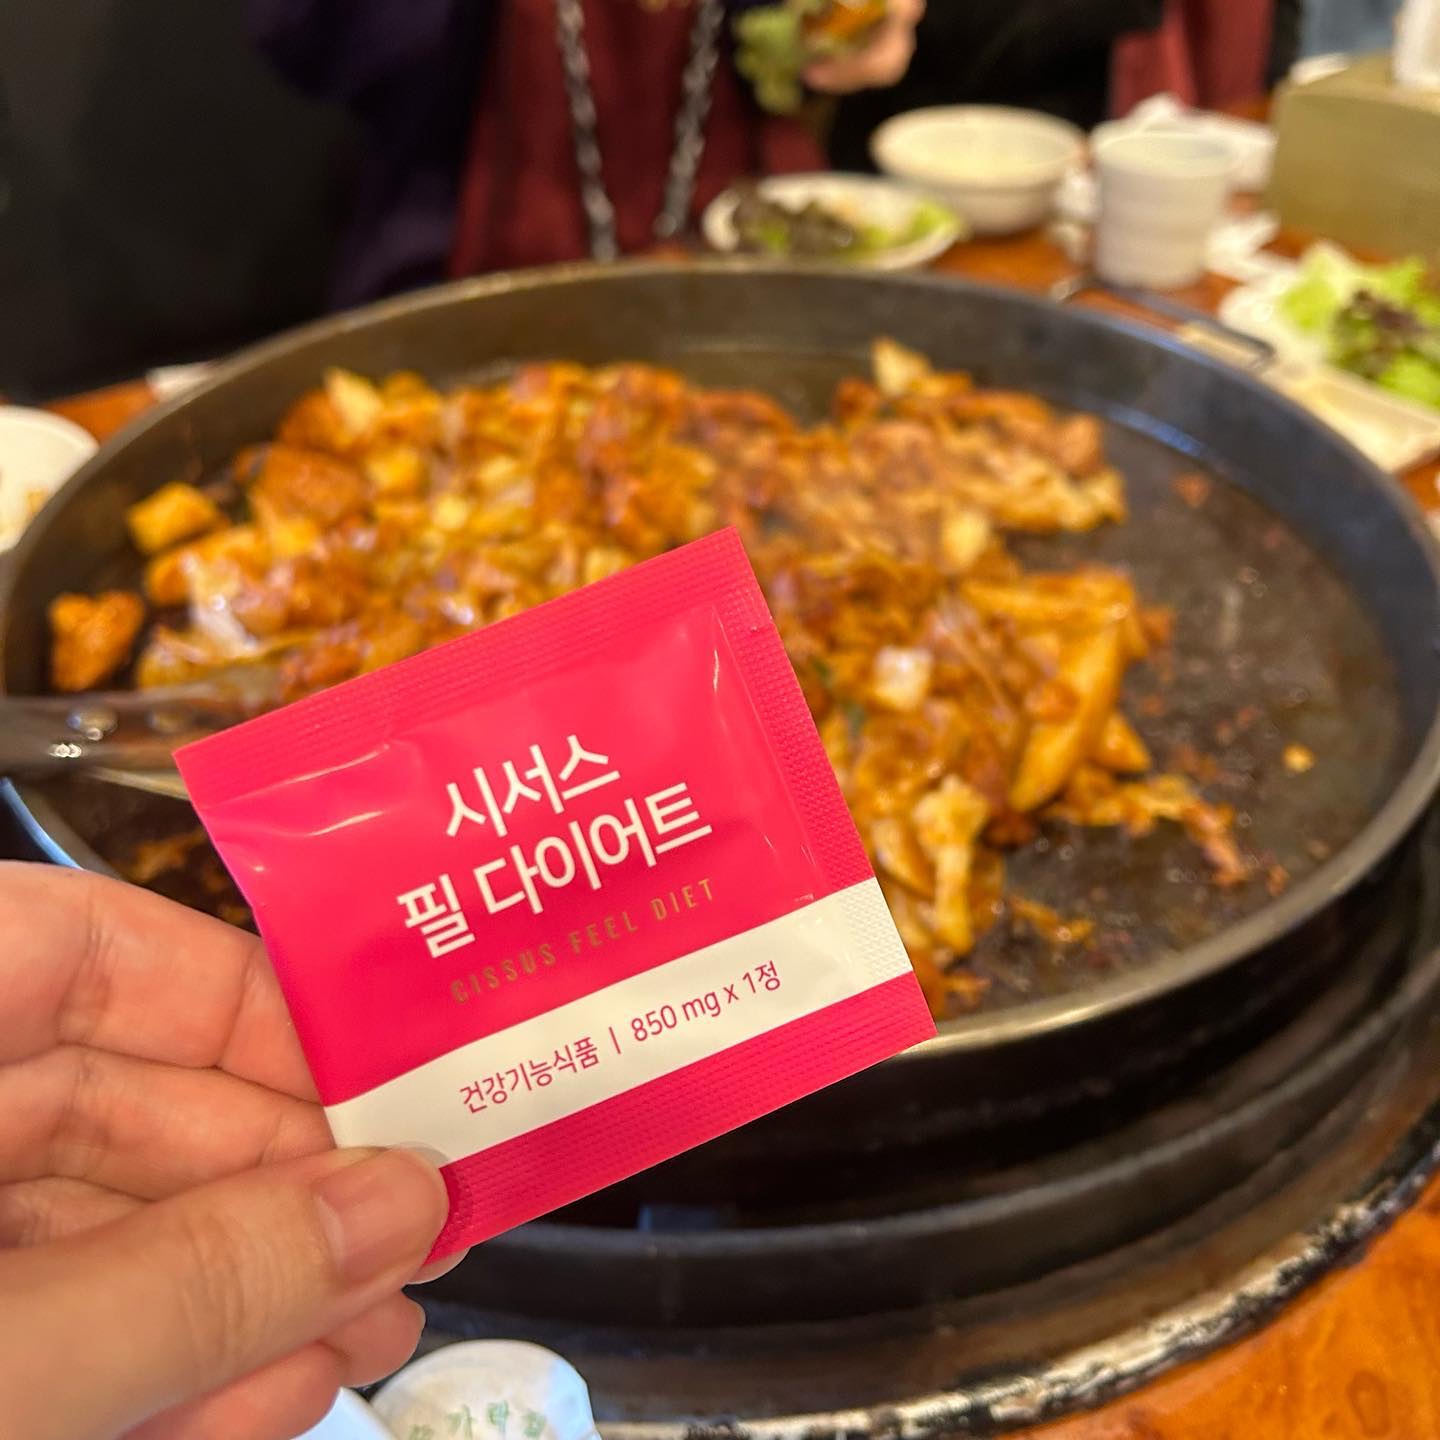 시서스
필 다이어트
CISSUS FEEL DIET
건강기능식품 | 850 mg x 1정